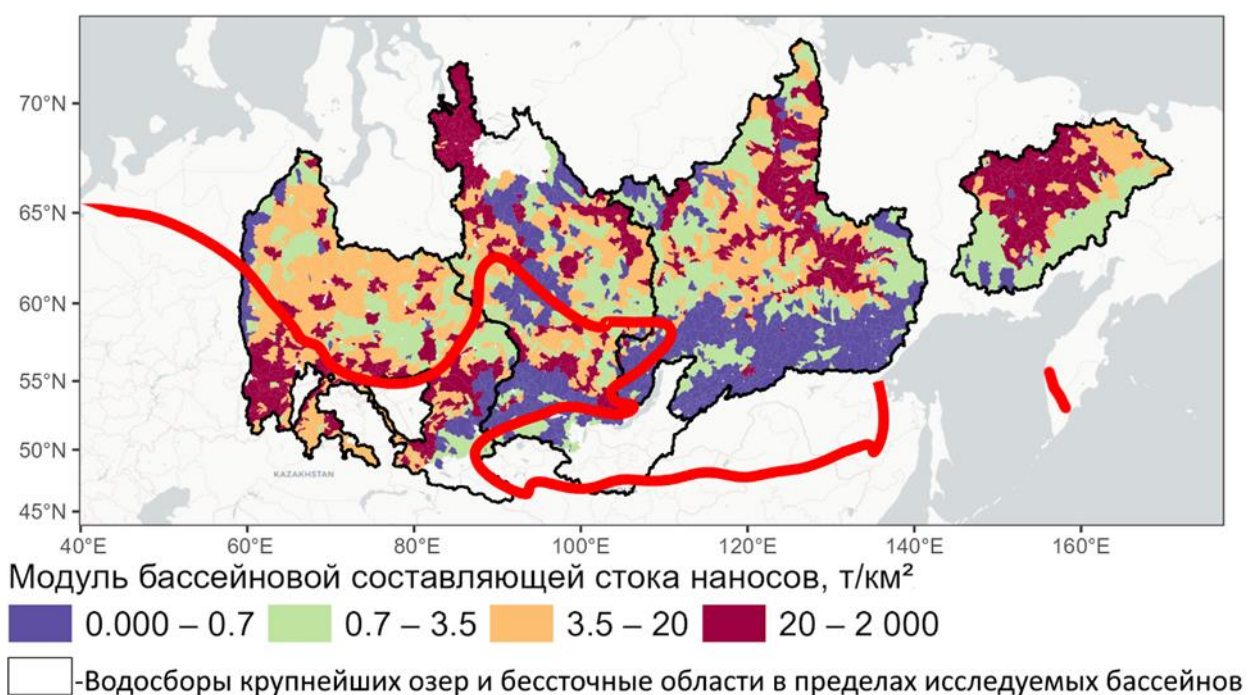 70°N
65°N
60°N
55°N
50°N
45°N
KAZAKHSTAN
40°E 60°E 80°E 100°E 120°E 140°E 160°E
Модуль бассейновой составляющей стока наносов, т/км²
0.000 – 0.7 0.7 – 3.5 3.5 – 20 20 – 2 000
-Водосборы крупнейших озер и бессточные области в пределах исследуемых бассейнов